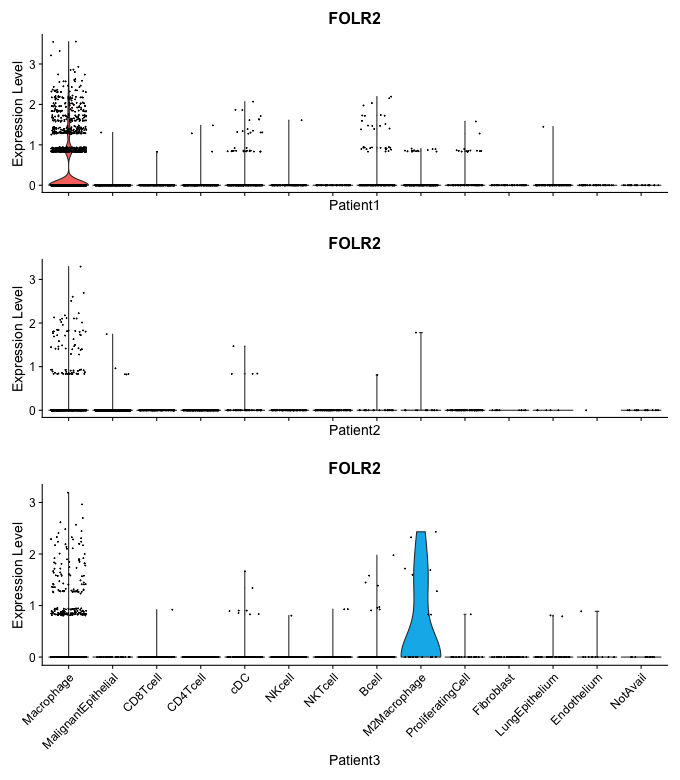 FOLR2
Expression Level
3
2
1
0
Patient1
FOLR2
Expression Level
3
2
1
0
Patient2
FOLR2
Expression Level
3
2
1
0
Macrophage
MalignantEpithelial
CD8Tcell
CD4Tcell
cDC
NKcell
NKTcell
Bcell
M2Macrophage
ProliferatingCell
Fibroblast
LungEpithelium
Endothelium
NotAvail
Patient3